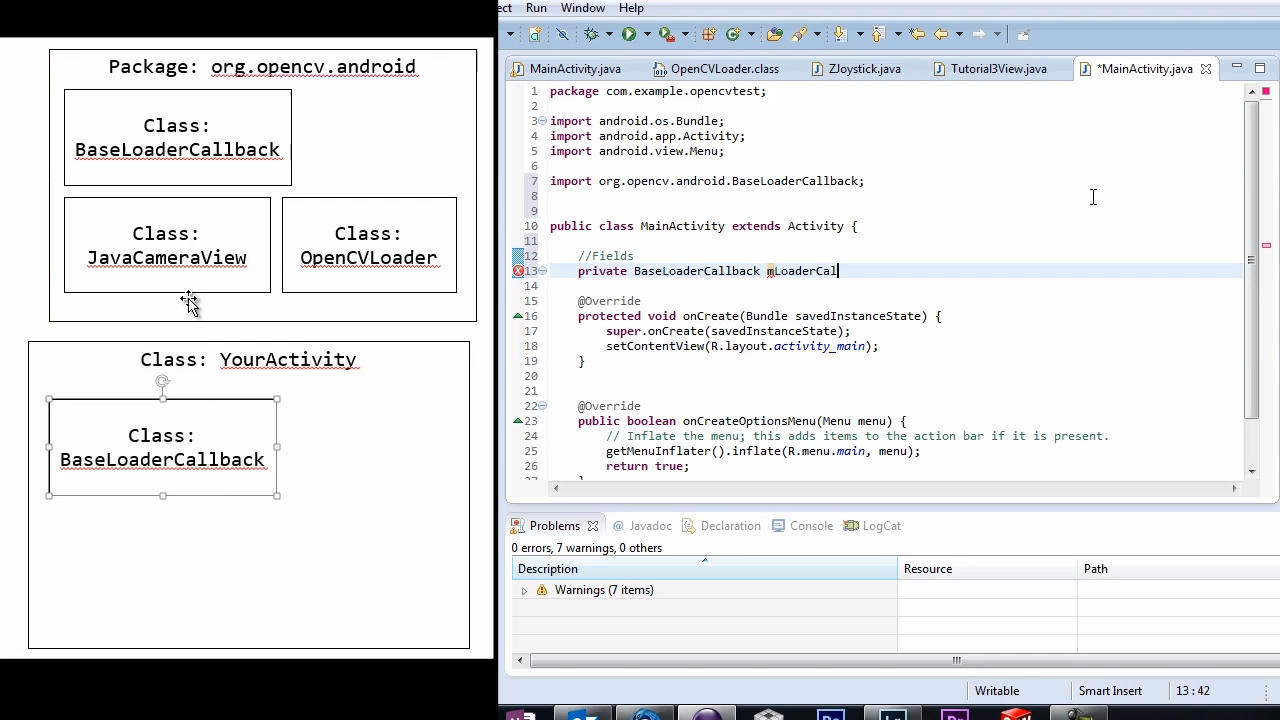 Package: org.opencv.android
Class:
BaseLoaderCallback
Class:
JavaCameraView
Class:
OpenCVLoader
Class: YourActivity
Class:
BaseLoaderCallback
ect Run Window Help
MainActivity.java OpenCVLoader.class ZJoystick.java Tutorial3View.java *MainActivity.java
1 package com.example.opencvtest;
2
3 import android.os.Bundle;
4 import android.app.Activity;
5 import android.view.Menu;
6
7 import org.opencv.android.BaseLoaderCallback;
8
9
10 public class MainActivity extends Activity {
11
12 //Fields
13 private BaseLoaderCallback mLoaderCal
14
15 @Override
16 protected void onCreate(Bundle savedInstanceState) {
17 super.onCreate(savedInstanceState);
18 setContentView(R.layout.activity_main);
19 }
20
21
22 @Override
23 public boolean onCreateOptionsMenu(Menu menu) {
24 // Inflate the menu; this adds items to the action bar if it is present.
25 getMenuInflater().inflate(R.menu.main, menu);
26 return true;
27 }
Problems @ Javadoc Declaration Console LogCat
0 errors, 7 warnings, 0 others
Description Resource Path
Warnings (7 items)
Writable Smart Insert 13 : 42